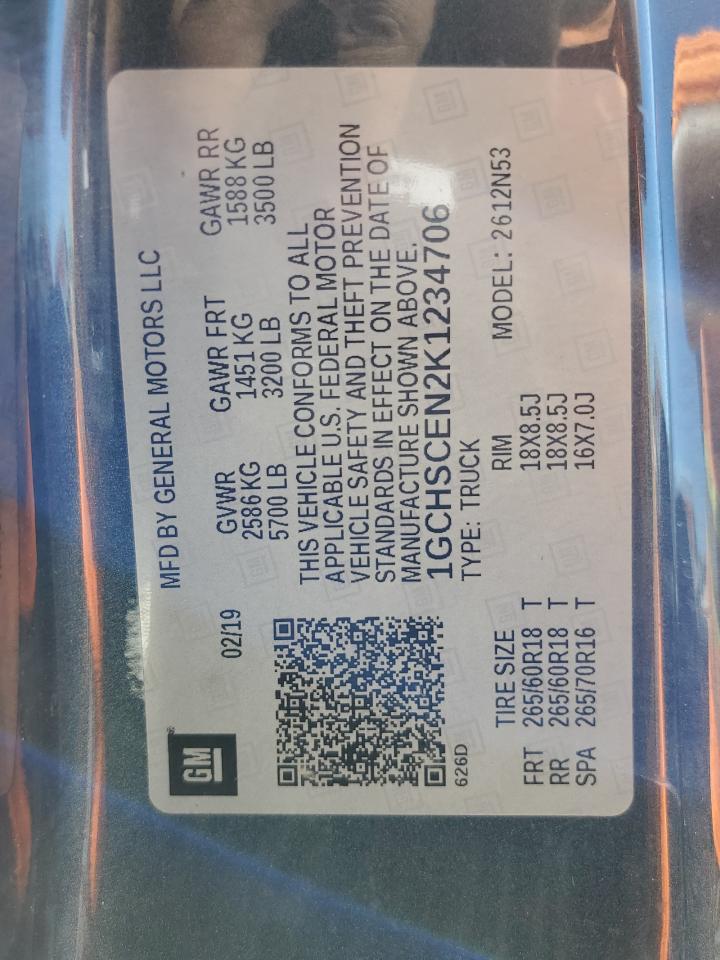 GM
MFD BY GENERAL MOTORS LLC
02/19
GVWR GAWR FRT GAWR RR
2586 KG 1451 KG 1588 KG
5700 LB 3200 LB 3500 LB
THIS VEHICLE CONFORMS TO ALL
APPLICABLE U.S. FEDERAL MOTOR
VEHICLE SAFETY AND THEFT PREVENTION
STANDARDS IN EFFECT ON THE DATE OF
MANUFACTURE SHOWN ABOVE.
1GCHSCEN2K1234706
626D
TYPE: TRUCK
TIRE SIZE RIM MODEL: 2612N53
FRT 265/60R18 T 18X8.5J
RR 265/60R18 T 18X8.5J
SPA 265/70R16 T 16X7.0J